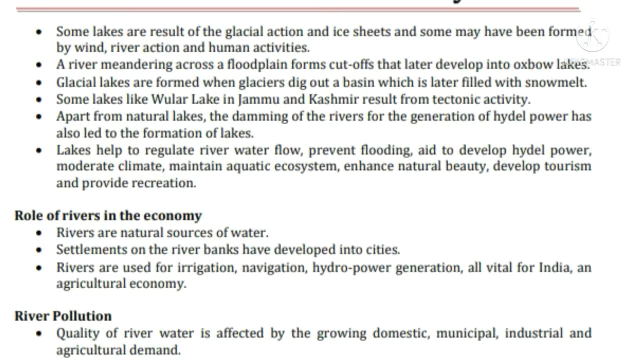 • Some lakes are result of the glacial action and ice sheets and some may have been formed
by wind, river action and human activities.
• A river meandering across a floodplain forms cut-offs that later develop into oxbow lakes.
• Glacial lakes are formed when glaciers dig out a basin which is later filled with snowmelt.
• Some lakes like Wular Lake in Jammu and Kashmir result from tectonic activity.
• Apart from natural lakes, the damming of the rivers for the generation of hydel power has
also led to the formation of lakes.
• Lakes help to regulate river water flow, prevent flooding, aid to develop hydel power,
moderate climate, maintain aquatic ecosystem, enhance natural beauty, develop tourism
and provide recreation.
Role of rivers in the economy
• Rivers are natural sources of water.
• Settlements on the river banks have developed into cities.
• Rivers are used for irrigation, navigation, hydro-power generation, all vital for India, an
agricultural economy.
River Pollution
• Quality of river water is affected by the growing domestic, municipal, industrial and
agricultural demand.